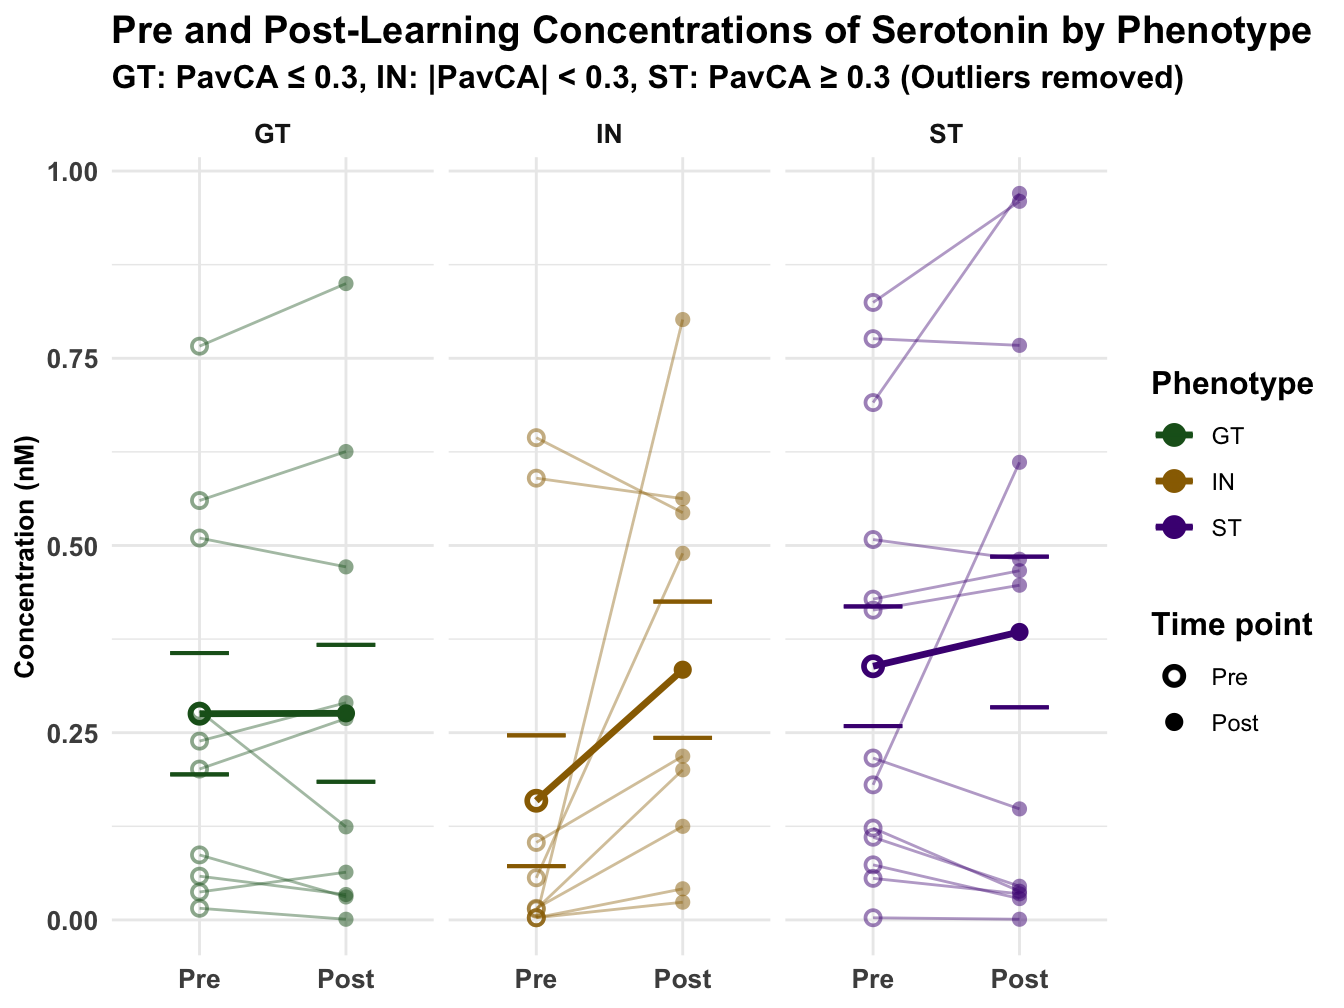 Pre and Post-Learning Concentrations of Serotonin by Phenotype
GT: PavCA ≤ 0.3, IN: |PavCA| < 0.3, ST: PavCA ≥ 0.3 (Outliers removed)
GT
IN
ST
1.00
0.75
0.50
0.25
0.00
Concentration (nM)
Pre
Post
Pre
Post
Pre
Post
Phenotype
GT
IN
ST
Time point
Pre
Post